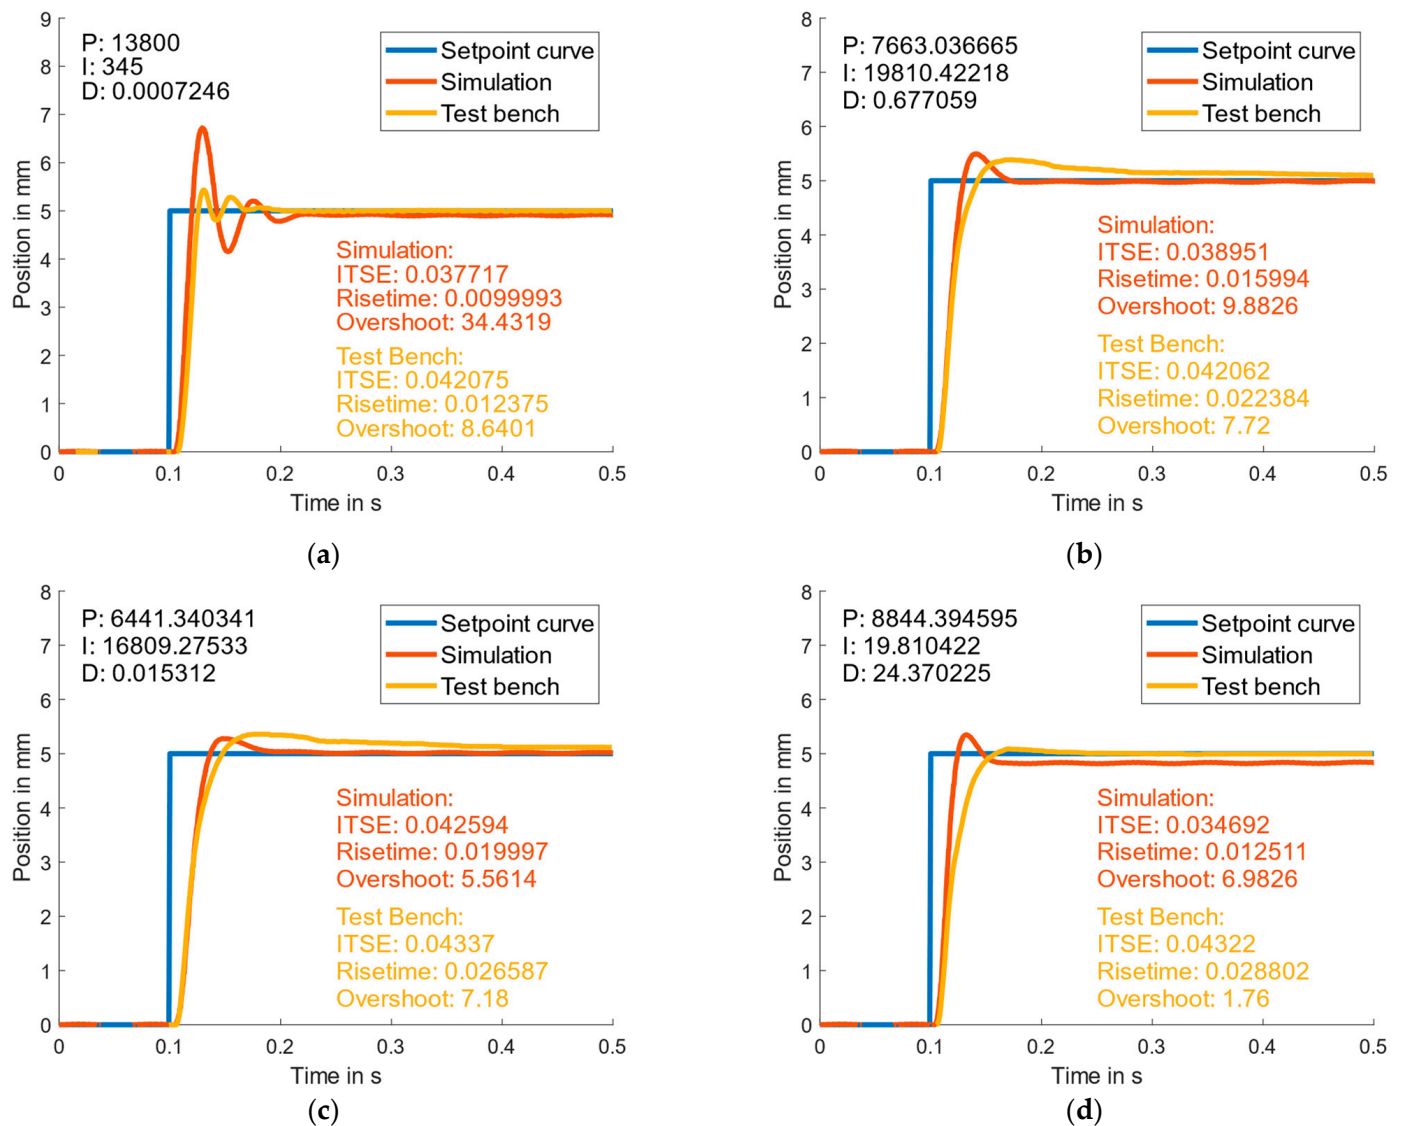 9
8
7
6
5
4
3
2
1
0
Position in mm
P: 13800
I: 345
D: 0.0007246
Setpoint curve
Simulation
Test bench
Simulation:
ITSE: 0.037717
Risetime: 0.0099993
Overshoot: 34.4319
Test Bench:
ITSE: 0.042075
Risetime: 0.012375
Overshoot: 8.6401
0 0.1 0.2 0.3 0.4 0.5
Time in s
(a)
8
7
6
5
4
3
2
1
0
Position in mm
P: 7663.036665
I: 19810.42218
D: 0.677059
Setpoint curve
Simulation
Test bench
Simulation:
ITSE: 0.038951
Risetime: 0.015994
Overshoot: 9.8826
Test Bench:
ITSE: 0.042062
Risetime: 0.022384
Overshoot: 7.72
0 0.1 0.2 0.3 0.4 0.5
Time in s
(b)
8
7
6
5
4
3
2
1
0
Position in mm
P: 6441.340341
I: 16809.27533
D: 0.015312
Setpoint curve
Simulation
Test bench
Simulation:
ITSE: 0.042594
Risetime: 0.019997
Overshoot: 5.5614
Test Bench:
ITSE: 0.04337
Risetime: 0.026587
Overshoot: 7.18
0 0.1 0.2 0.3 0.4 0.5
Time in s
(c)
8
7
6
5
4
3
2
1
0
Position in mm
P: 8844.394595
I: 19.810422
D: 24.370225
Setpoint curve
Simulation
Test bench
Simulation:
ITSE: 0.034692
Risetime: 0.012511
Overshoot: 6.9826
Test Bench:
ITSE: 0.04322
Risetime: 0.028802
Overshoot: 1.76
0 0.1 0.2 0.3 0.4 0.5
Time in s
(d)